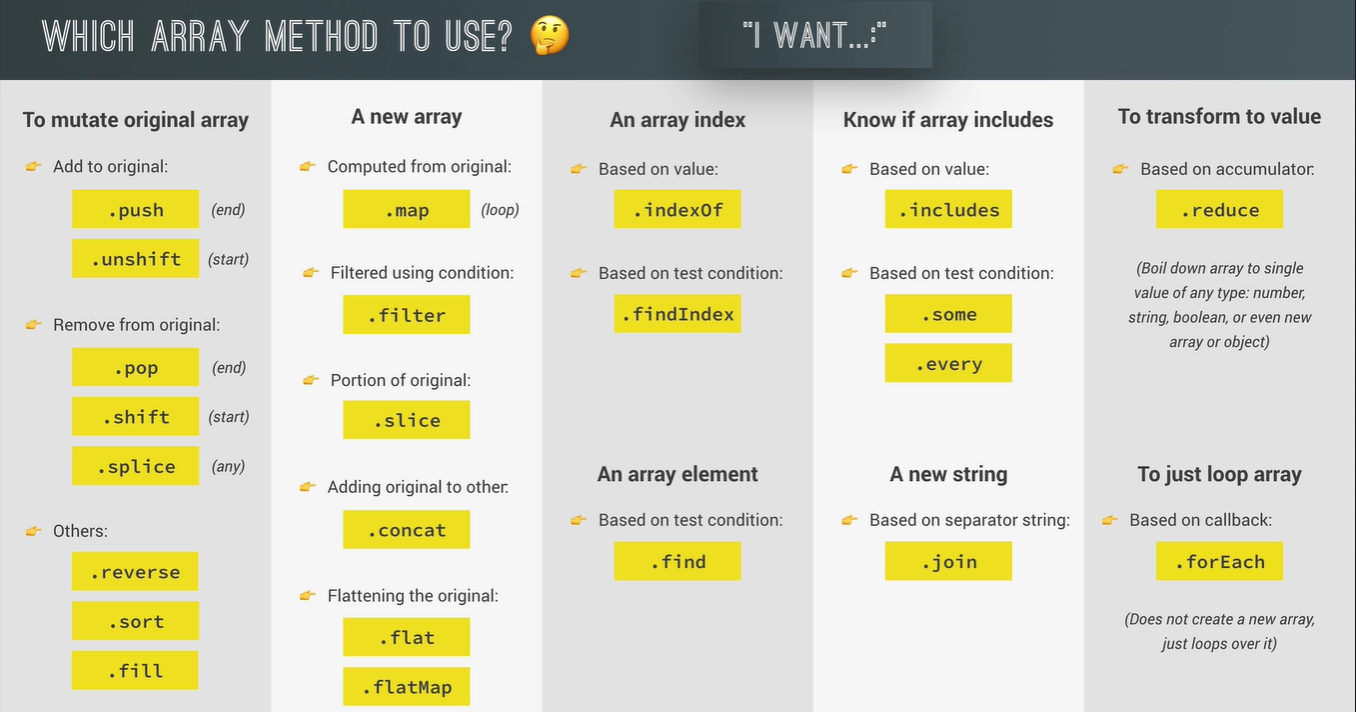 WHICH ARRAY METHOD TO USE? 🤔
"I WANT...:"
To mutate original array
👉 Add to original:
.push (end)
.unshift (start)
👉 Remove from original:
.pop (end)
.shift (start)
.splice (any)
👉 Others:
.reverse
.sort
.fill
A new array
👉 Computed from original:
.map (loop)
👉 Filtered using condition:
.filter
👉 Portion of original:
.slice
👉 Adding original to other:
.concat
👉 Flattening the original:
.flat
.flatMap
An array index
👉 Based on value:
.indexOf
👉 Based on test condition:
.findIndex
An array element
👉 Based on test condition:
.find
Know if array includes
👉 Based on value:
.includes
👉 Based on test condition:
.some
.every
A new string
👉 Based on separator string:
.join
To transform to value
👉 Based on accumulator:
.reduce
(Boil down array to single
value of any type: number,
string, boolean, or even new
array or object)
To just loop array
👉 Based on callback:
.forEach
(Does not create a new array,
just loops over it)